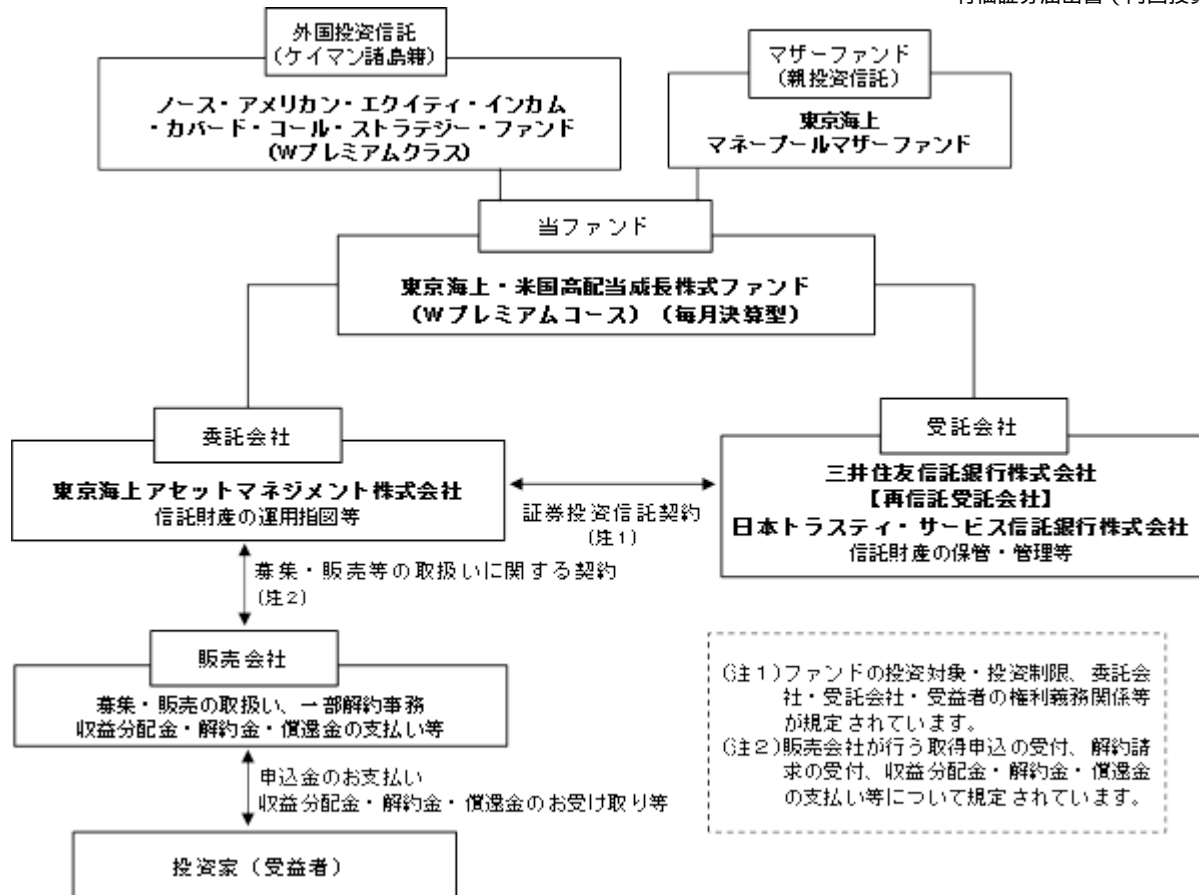 外国投資信託
(ケイマン諸島籍)
ノース・アメリカン・エクイティ・インカム
・カバード・コール・ストラテジー・ファンド
(Wプレミアムクラス)
マザーファンド
(親投資信託)
東京海上
マネープールマザーファンド
当ファンド
東京海上・米国高配当成長株式ファンド
(Wプレミアムコース)(毎月決算型)
委託会社
東京海上アセットマネジメント株式会社
信託財産の運用指図等
証券投資信託契約
(注1)
受託会社
三井住友信託銀行株式会社
【再信託受託会社】
日本トラスティ・サービス信託銀行株式会社
信託財産の保管・管理等
募集・販売等の取扱いに関する契約
(注2)
販売会社
募集・販売の取扱い、一部解約事務
収益分配金・解約金・償還金の支払い等
申込金のお支払い
収益分配金・解約金・償還金のお受け取り等
投資家(受益者)
(注1)ファンドの投資対象・投資制限、委託会
社・受託会社・受益者の権利義務関係等
が規定されています。
(注2)販売会社が行う取得申込の受付、解約請
求の受付、収益分配金・解約金・償還金
の支払い等について規定されています。